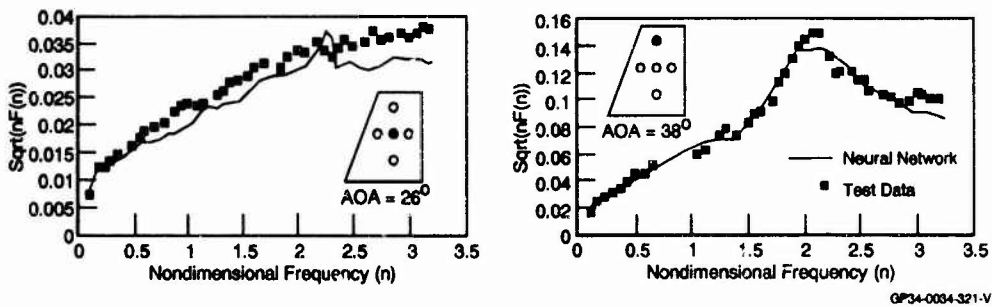 0.04
0.035
0.03
0.025
0.02
0.015
0.01
0.005
0
Sqrt(nF(n))
AOA = 26°
0 0.5 1 1.5 2 2.5 3 3.5
Nondimensional Frequency (n)
0.16
0.14
0.12
0.1
0.08
0.06
0.04
0.02
Sqrt(nF(n))
AOA = 38°
Neural Network
Test Data
0 0.5 1 1.5 2 2.5 3 3.5
Nondimensional Frequency (n)
GP34-0034-321-V